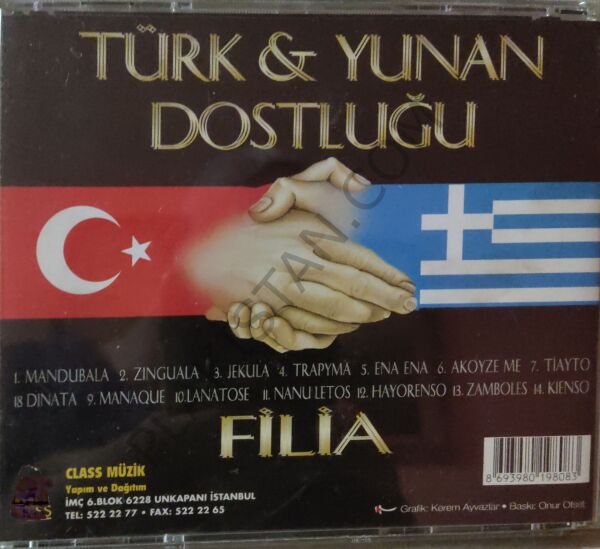 TÜRK & YUNAN
DOSTLUĞU
1. MANDUBALA 2. ZINGUALA 3. JEKULA 4. TRAPYMA 5. ENA ENA 6. AKOYZE ME 7. TIAYTO
18 DINATA 9. MANAQUE 10.LANATOSE 11. NANU LETOS 12. HAYORENSO 13. ZAMBOLES 14. KIENSO
FİLİA
CLASS MÜZİK
Yapım ve Dağıtım
İMÇ 6.BLOK 6228 UNKAPANI İSTANBUL
TEL: 522 22 77 • FAX: 522 22 65
8 693980 198083
Grafik: Kerem Ayvazlar • Baskı: Onur Ofset